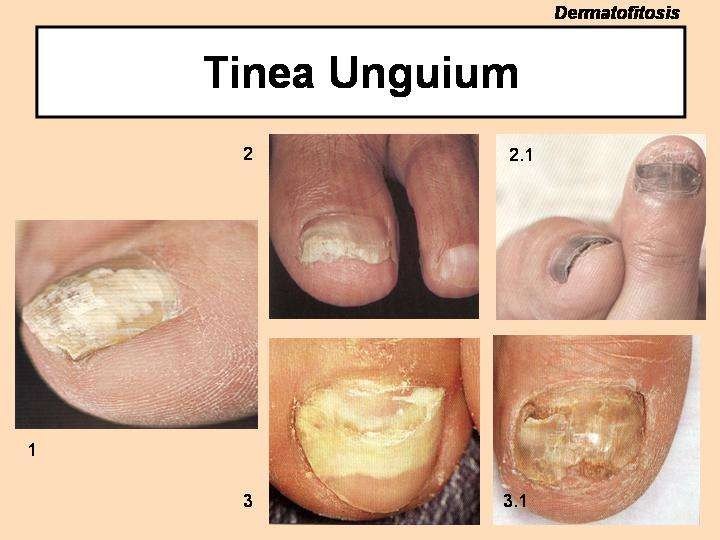 Dermatofitosis
Tinea Unguium
2
2.1
1
3
3.1